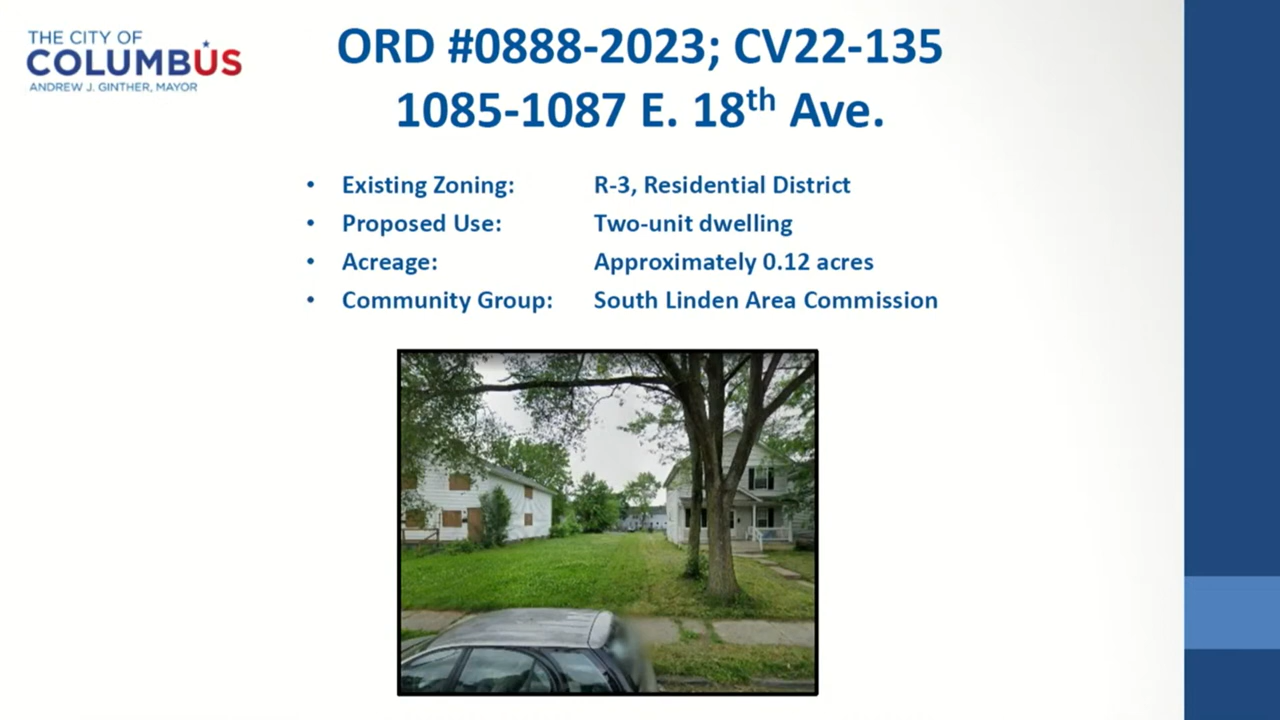 THE CITY OF
COLUMBUS
ANDREW J. GINTHER, MAYOR
ORD #0888-2023; CV22-135
1085-1087 E. 18th Ave.
• Existing Zoning: R-3, Residential District
• Proposed Use: Two-unit dwelling
• Acreage: Approximately 0.12 acres
• Community Group: South Linden Area Commission